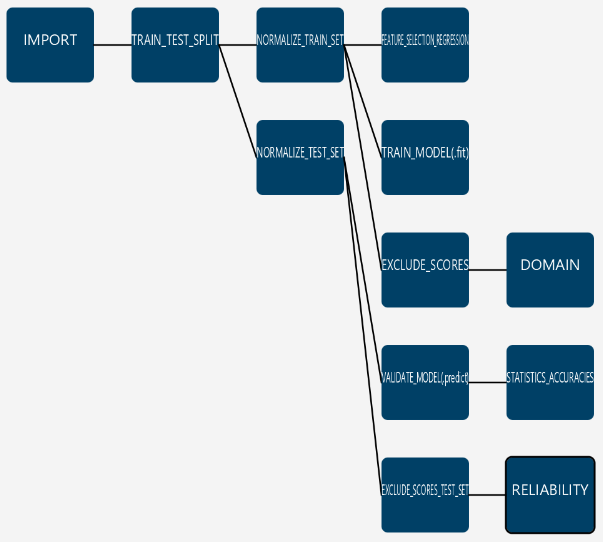 IMPORT
TRAIN_TEST_SPLIT
NORMALIZE_TRAIN_SET
FEATURE_SELECTION_REGRESSION
NORMALIZE_TEST_SET
TRAIN_MODEL(.fit)
EXCLUDE_SCORES
DOMAIN
VALIDATE_MODEL(.predict)
STATISTICS_ACCURACIES
EXCLUDE_SCORES_TEST_SET
RELIABILITY